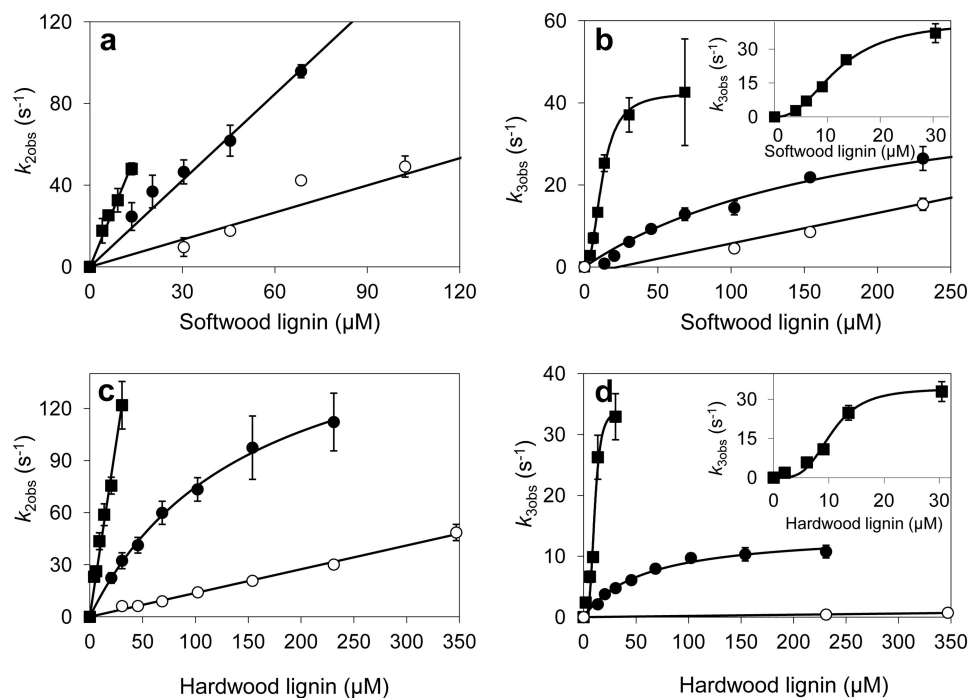 a
120
80
40
0
k2obs (s-1)
0 30 60 90 120
Softwood lignin (µM)
b
60
40
20
0
k3obs (s-1)
0 50 100 150 200 250
Softwood lignin (µM)
30
15
0
k3obs (s-1)
0 10 20 30
Softwood lignin (µM)
c
120
90
60
30
0
k2obs (s-1)
0 50 100 150 200 250 300 350
Hardwood lignin (µM)
d
40
30
20
10
0
k3obs (s-1)
0 50 100 150 200 250 300 350
Hardwood lignin (µM)
30
15
0
k3obs (s-1)
0 10 20 30
Hardwood lignin (µM)